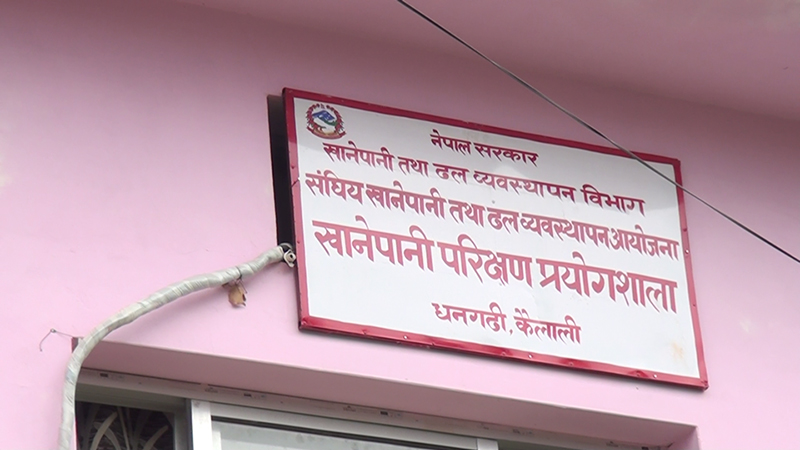 नेपाल सरकार
खानेपानी तथा ढल व्यवस्थापन विभाग
संघिय खानेपानी तथा ढल व्यवस्थापन आयोजना
खानेपानी परिक्षण प्रयोगशाला
धनगढी, कैलाली